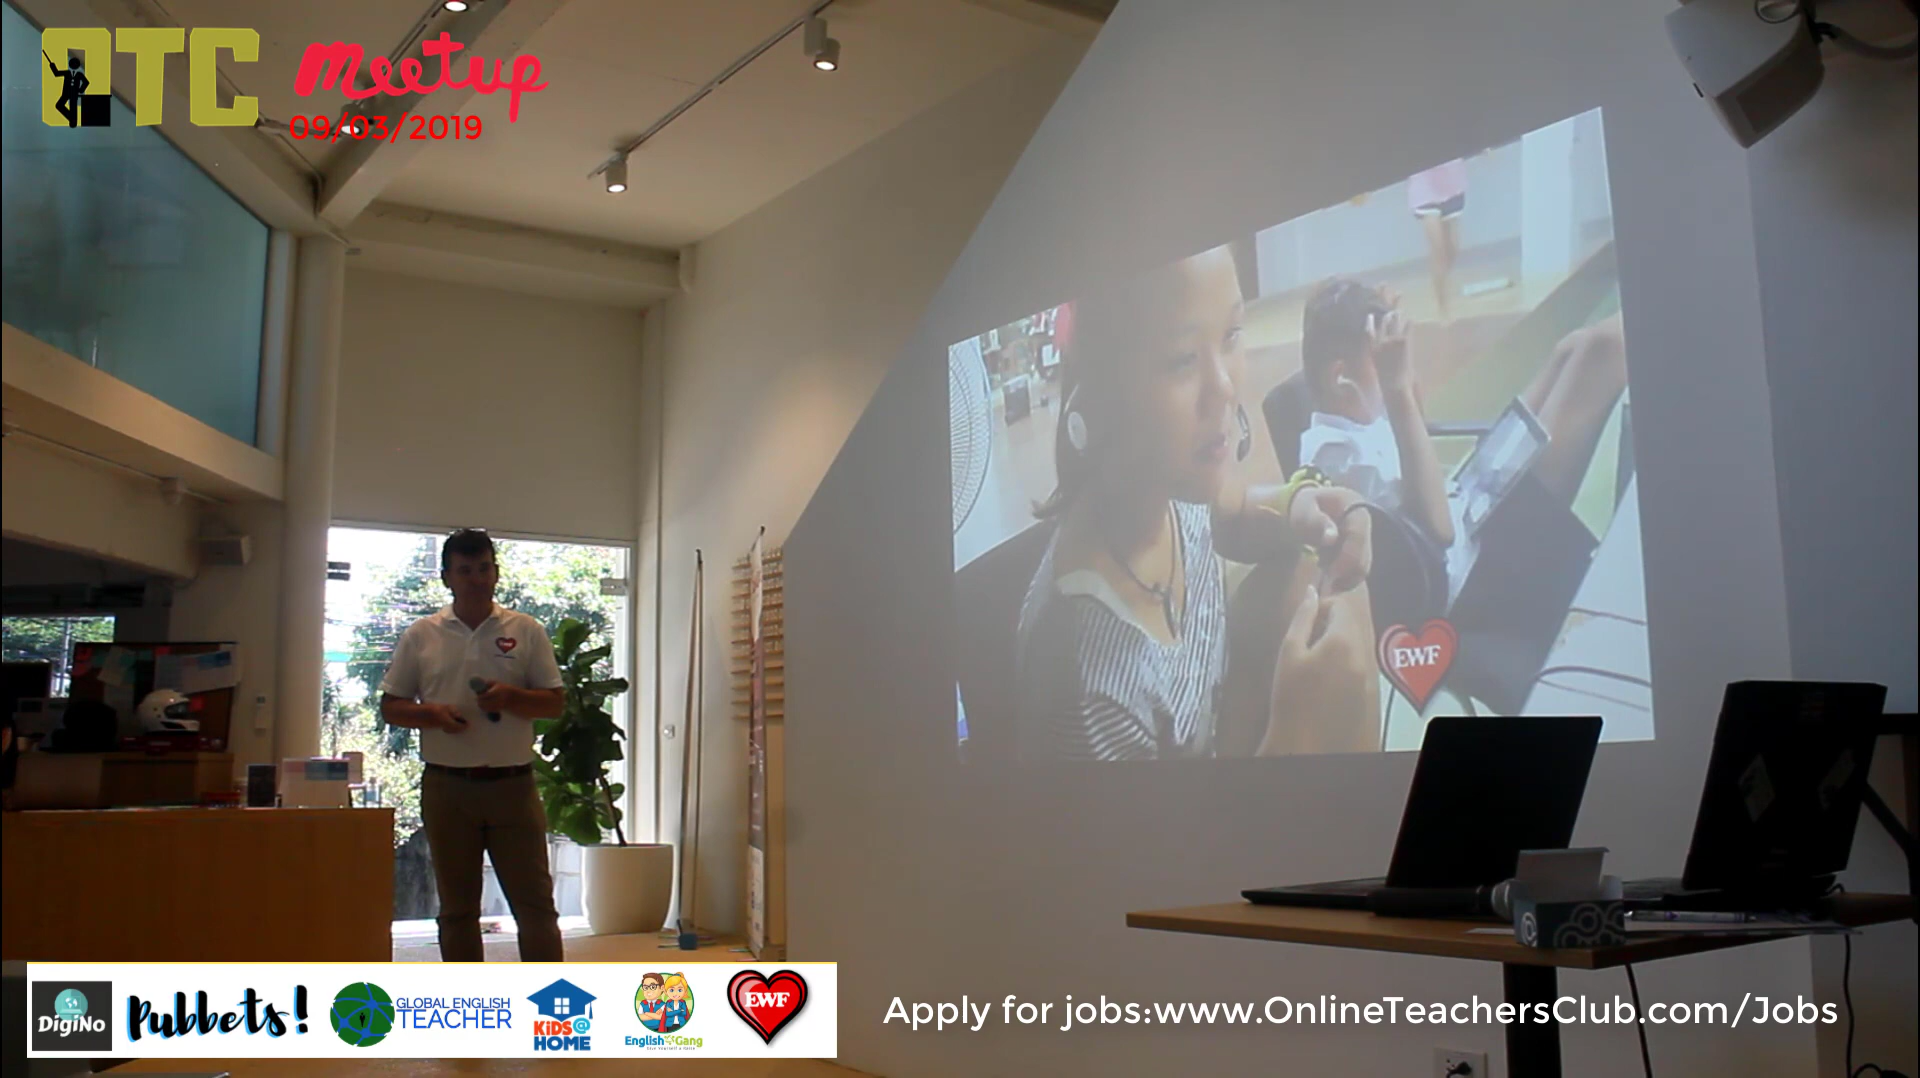 OTC meetup
09/03/2019
EWF
DigiNo
Pubbets!
GLOBAL ENGLISH
TEACHER
KiDS@
HOME
English Gang
EWF
Apply for jobs:www.OnlineTeachersClub.com/Jobs